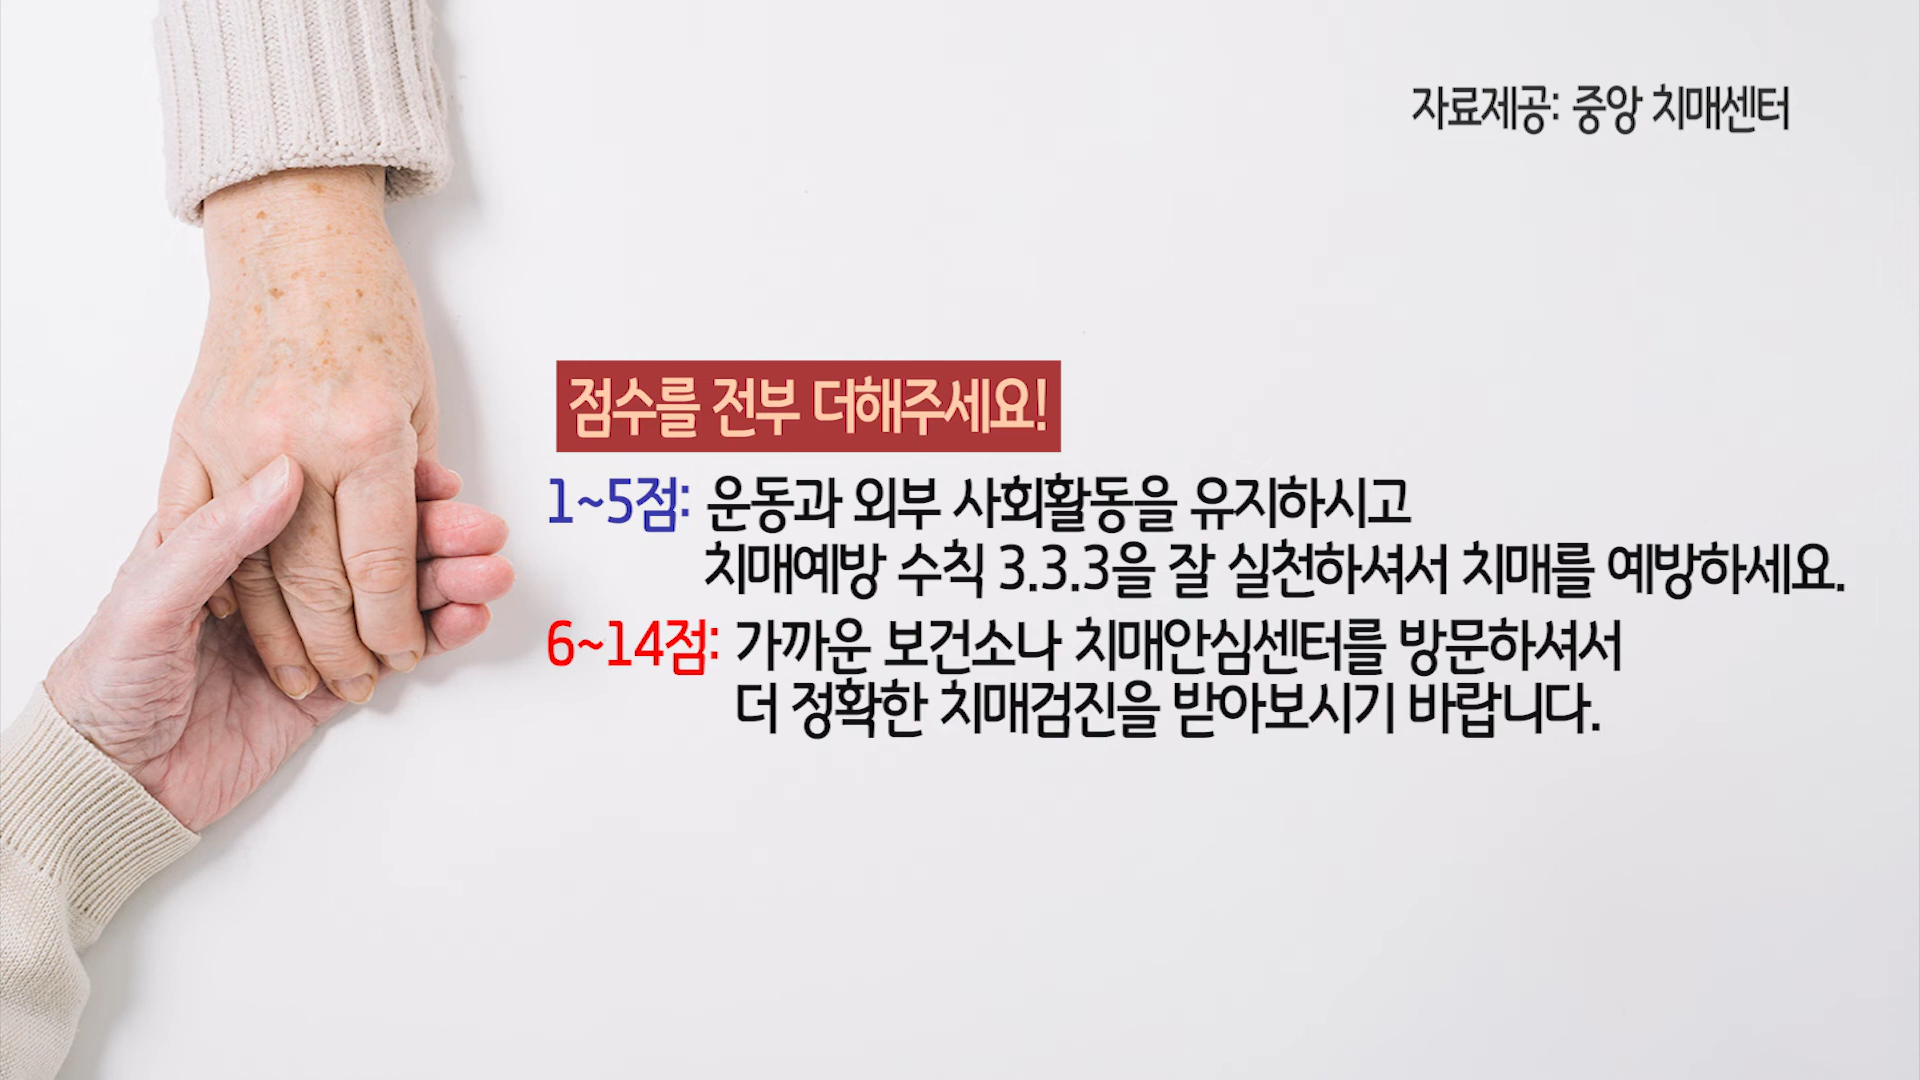 자료제공: 중앙 치매센터
점수를 전부 더해주세요!
1~5점: 운동과 외부 사회활동을 유지하시고
치매예방 수칙 3.3.3을 잘 실천하셔서 치매를 예방하세요.
6~14점: 가까운 보건소나 치매안심센터를 방문하셔서
더 정확한 치매검진을 받아보시기 바랍니다.